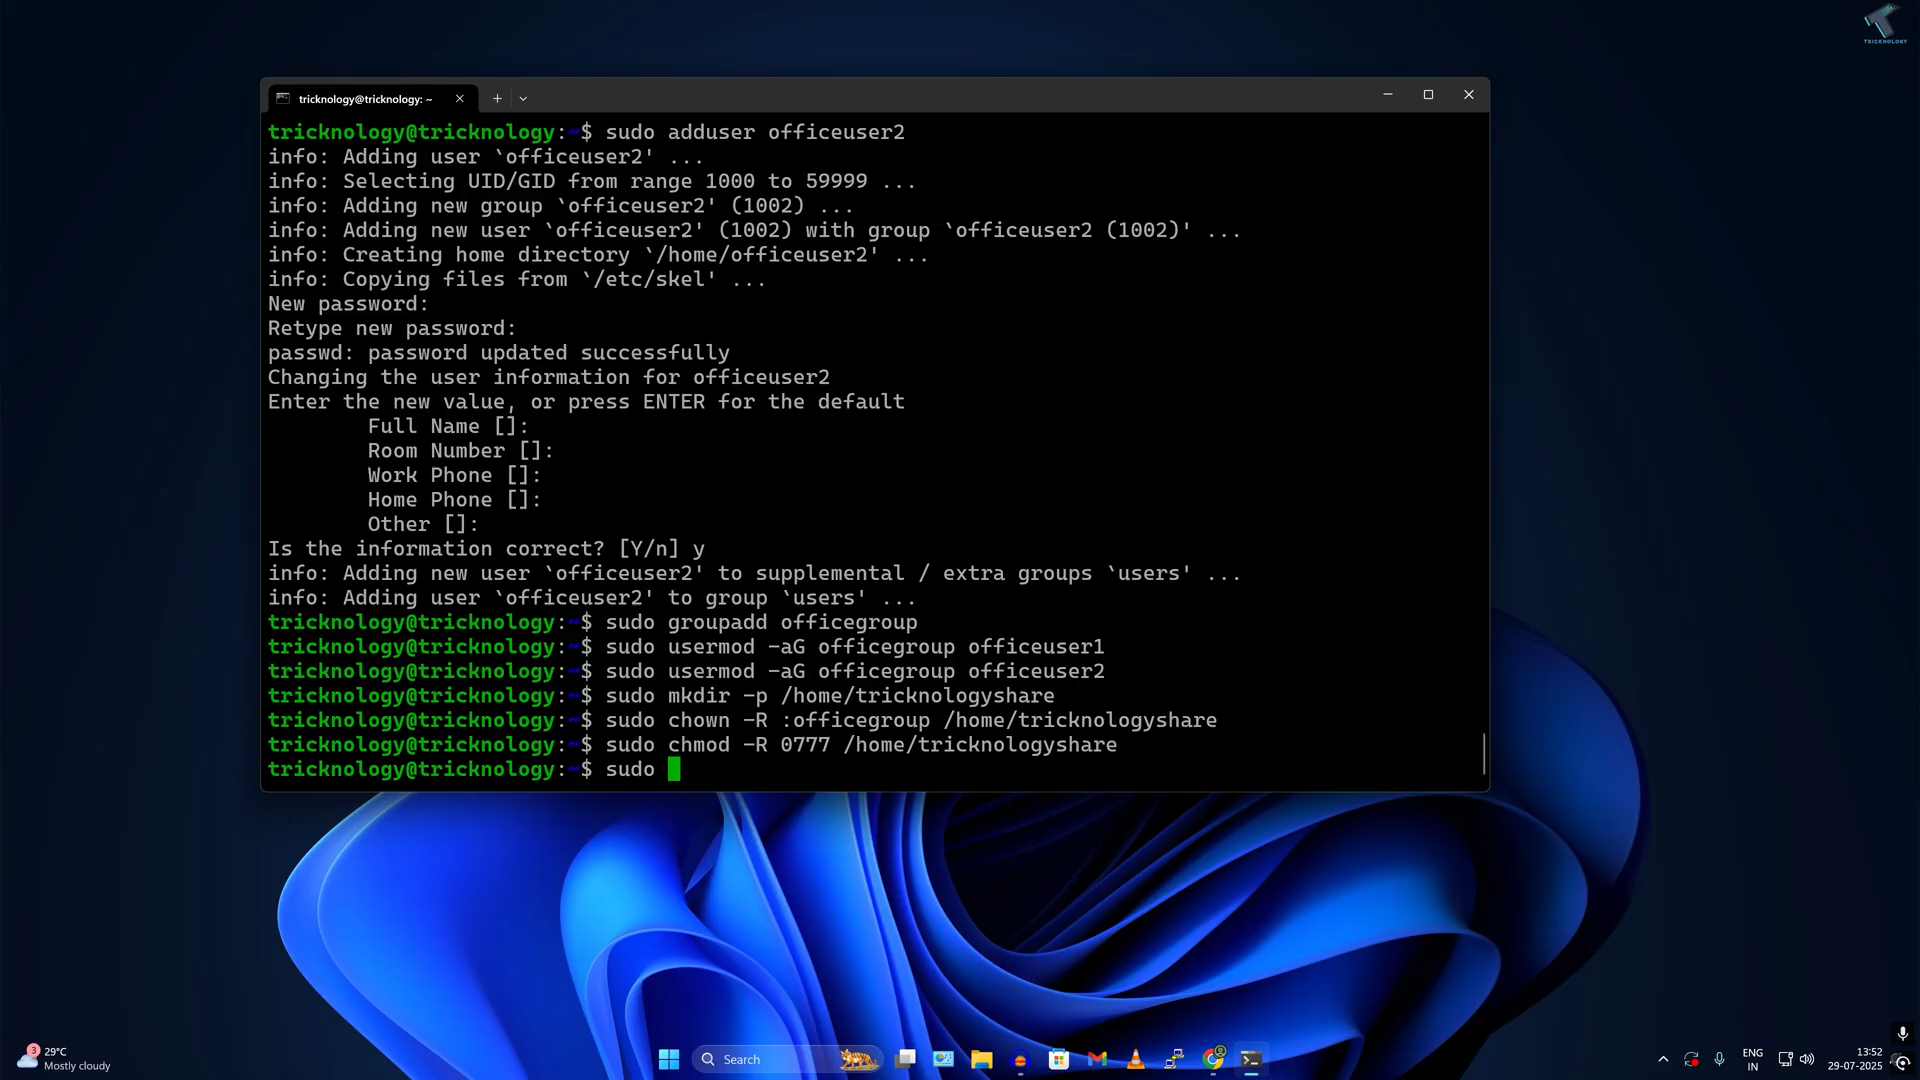 TRICKNOLOGY
tricknology@tricknology: ~
tricknology@tricknology:~$ sudo adduser officeuser2
info: Adding user `officeuser2' ...
info: Selecting UID/GID from range 1000 to 59999 ...
info: Adding new group `officeuser2' (1002) ...
info: Adding new user `officeuser2' (1002) with group `officeuser2 (1002)' ...
info: Creating home directory `/home/officeuser2' ...
info: Copying files from `/etc/skel' ...
New password:
Retype new password:
passwd: password updated successfully
Changing the user information for officeuser2
Enter the new value, or press ENTER for the default
Full Name []:
Room Number []:
Work Phone []:
Home Phone []:
Other []:
Is the information correct? [Y/n] y
info: Adding new user `officeuser2' to supplemental / extra groups `users' ...
info: Adding user `officeuser2' to group `users' ...
tricknology@tricknology:~$ sudo groupadd officegroup
tricknology@tricknology:~$ sudo usermod -aG officegroup officeuser1
tricknology@tricknology:~$ sudo usermod -aG officegroup officeuser2
tricknology@tricknology:~$ sudo mkdir -p /home/tricknologyshare
tricknology@tricknology:~$ sudo chown -R :officegroup /home/tricknologyshare
tricknology@tricknology:~$ sudo chmod -R 0777 /home/tricknologyshare
tricknology@tricknology:~$ sudo
3
29°C
Mostly cloudy
Search
ENG
IN
13:52
29-07-2025